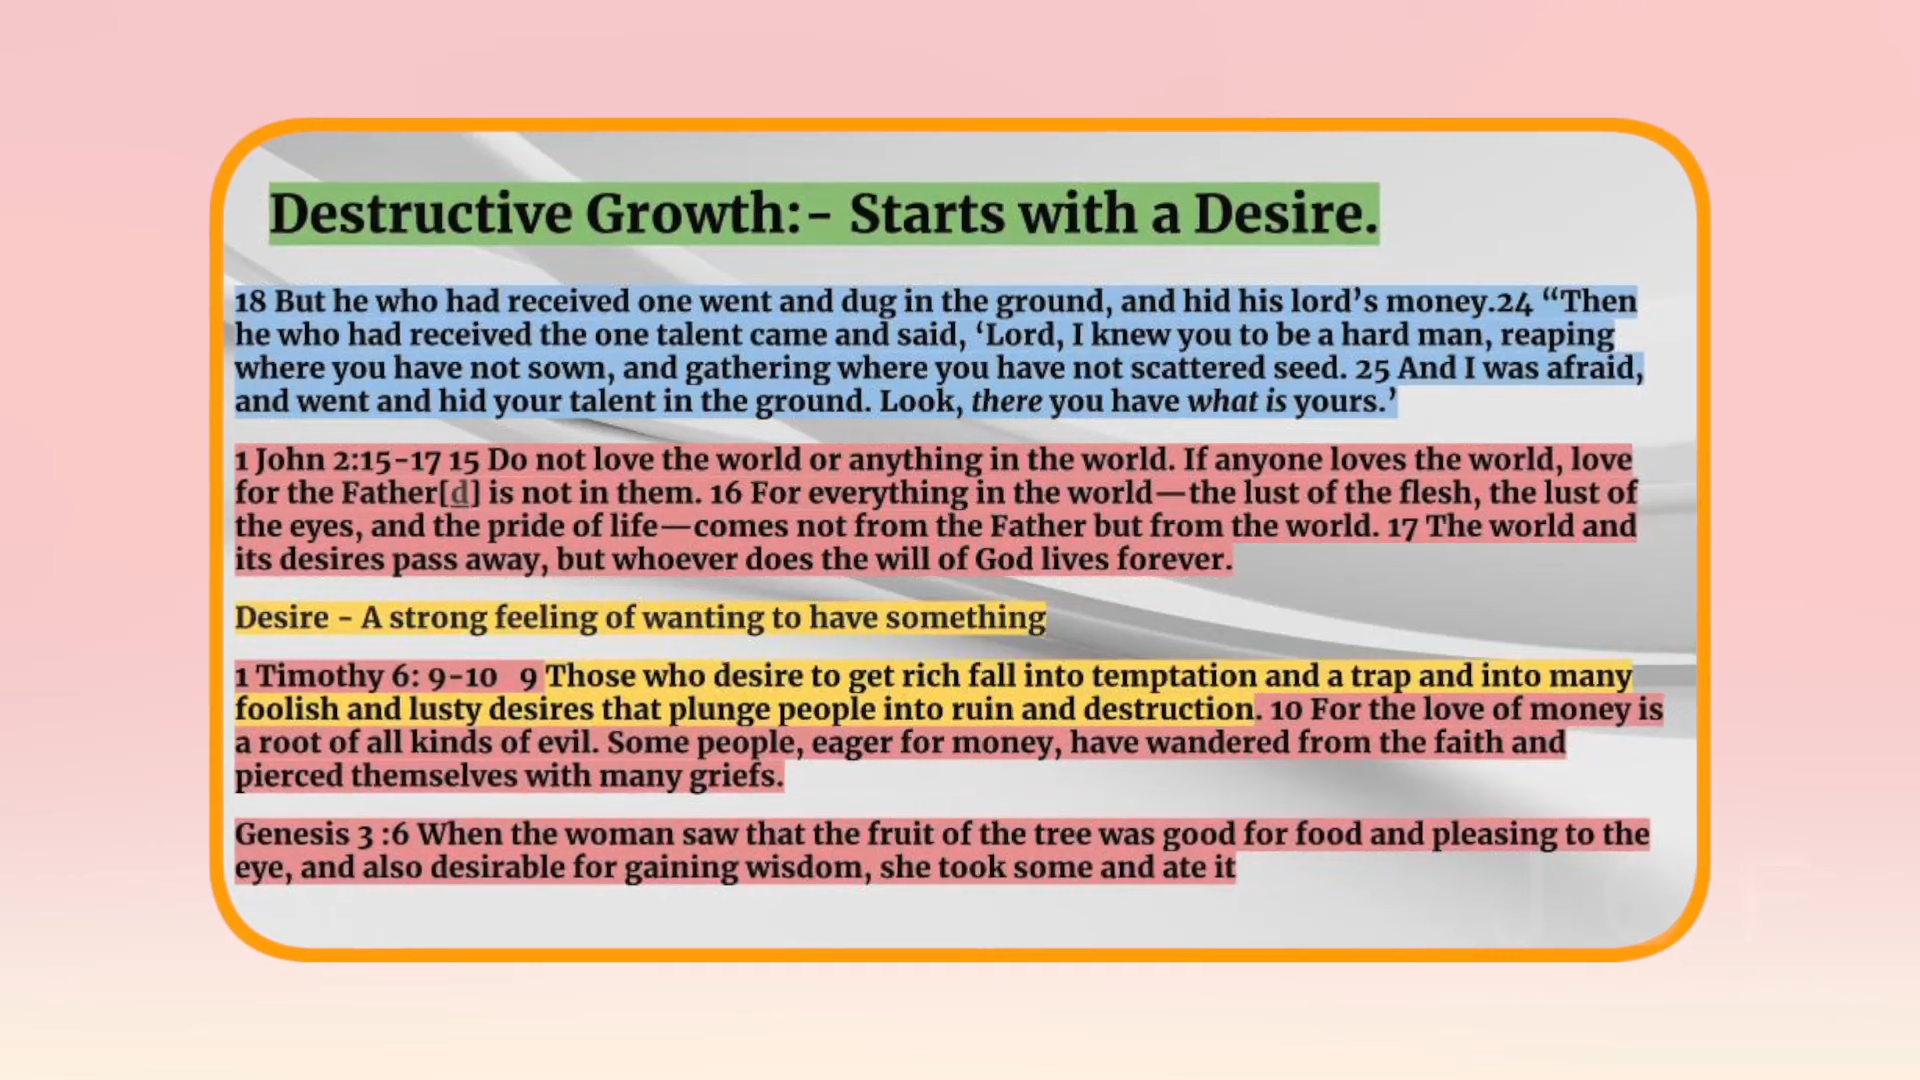 Destructive Growth:- Starts with a Desire.
18 But he who had received one went and dug in the ground, and hid his lord’s money.24 “Then
he who had received the one talent came and said, ‘Lord, I knew you to be a hard man, reaping
where you have not sown, and gathering where you have not scattered seed. 25 And I was afraid,
and went and hid your talent in the ground. Look, there you have what is yours.’
1 John 2:15-17 15 Do not love the world or anything in the world. If anyone loves the world, love
for the Father[d] is not in them. 16 For everything in the world—the lust of the flesh, the lust of
the eyes, and the pride of life—comes not from the Father but from the world. 17 The world and
its desires pass away, but whoever does the will of God lives forever.
Desire - A strong feeling of wanting to have something
1 Timothy 6: 9-10 9 Those who desire to get rich fall into temptation and a trap and into many
foolish and lusty desires that plunge people into ruin and destruction. 10 For the love of money is
a root of all kinds of evil. Some people, eager for money, have wandered from the faith and
pierced themselves with many griefs.
Genesis 3 :6 When the woman saw that the fruit of the tree was good for food and pleasing to the
eye, and also desirable for gaining wisdom, she took some and ate it